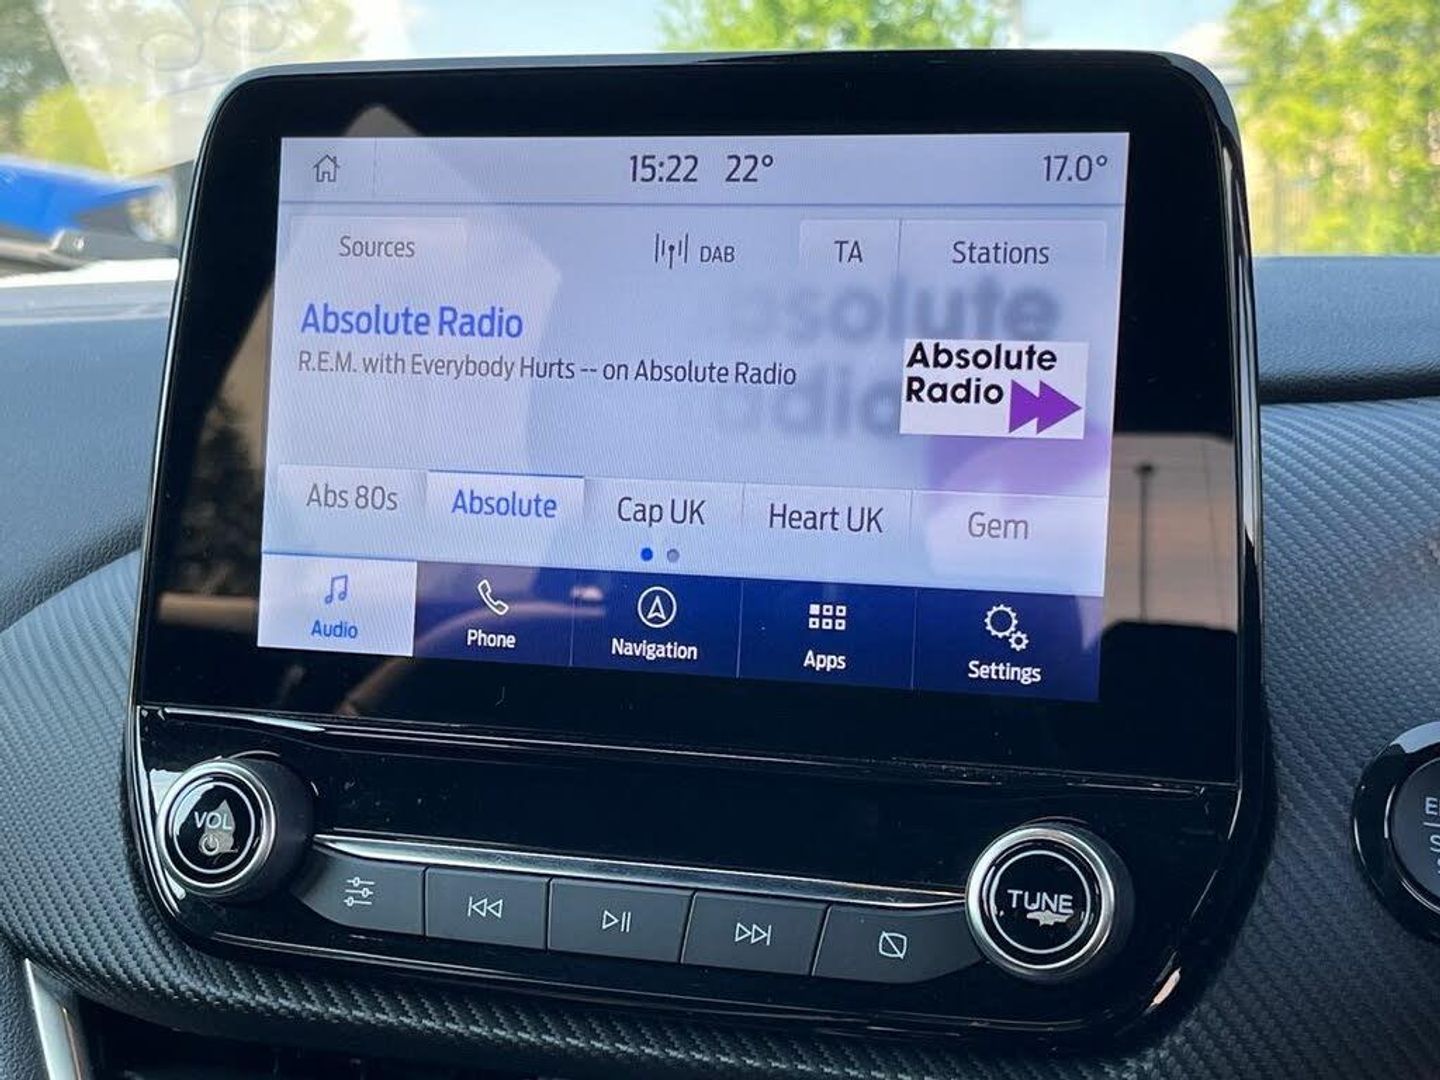 15:22 22° 17.0°
Sources DAB TA Stations
Absolute Radio
R.E.M. with Everybody Hurts -- on Absolute Radio
Absolute
Radio
Abs 80s Absolute Cap UK Heart UK Gem
Audio Phone Navigation Apps Settings
VOL
TUNE